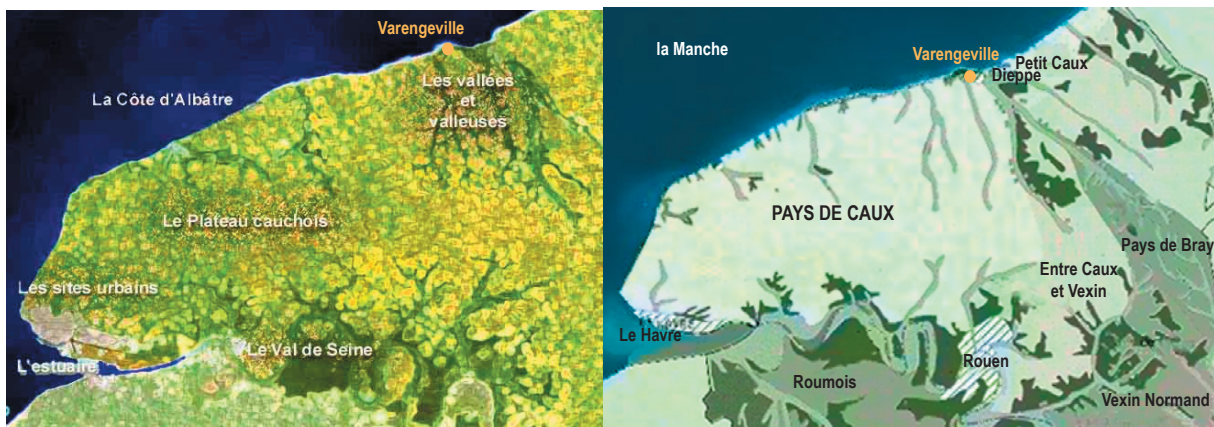 Varengeville
Les vallées
et
valleuses
La Côte d'Albâtre
Le Plateau cauchois
Les sites urbains
L'estuaire
Le Val de Seine
la Manche
Varengeville
Petit Caux
Dieppe
PAYS DE CAUX
Pays de Bray
Entre Caux
et Vexin
Le Havre
Rouen
Roumois
Vexin Normand